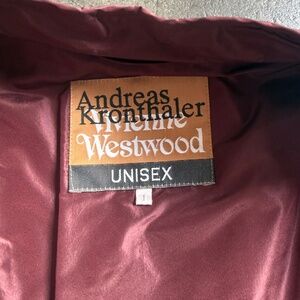 Andreas
Kronthaler
Vivienne
Westwood
UNISEX